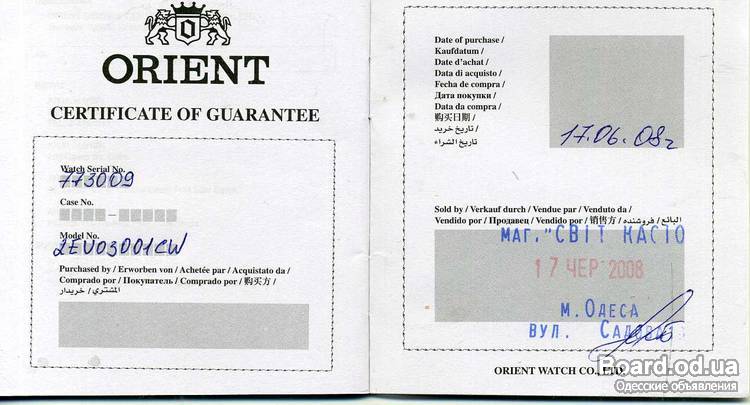 ORIENT
CERTIFICATE OF GUARANTEE
Watch Serial No.
773009
Case No.
Model No.
2EV03001CW
Purchased by / Erworben von / Achetée par / Acquistato da /
Comprado por / Покупатель / Comprado por / 购买方 /
المشتري / خریدار
Date of purchase /
Kaufdatum /
Date d'achat /
Data di acquisto /
Fecha de compra /
Дата покупки /
Data da compra /
购买日期 /
تاریخ خرید /
تاريخ الشراء
17.06.08г
Sold by / Verkauf durch / Vendue par / Venduto da /
Vendido por / Продавец / Vendido por / 销售方 / فروشنده / البائع /
МАГ. "СВІТ КАСТО
17 ЧЕР 2008
М. ОДЕСА
ВУЛ.
ORIENT WATCH CO., LTD.
Board.od.ua
Одесские объявления